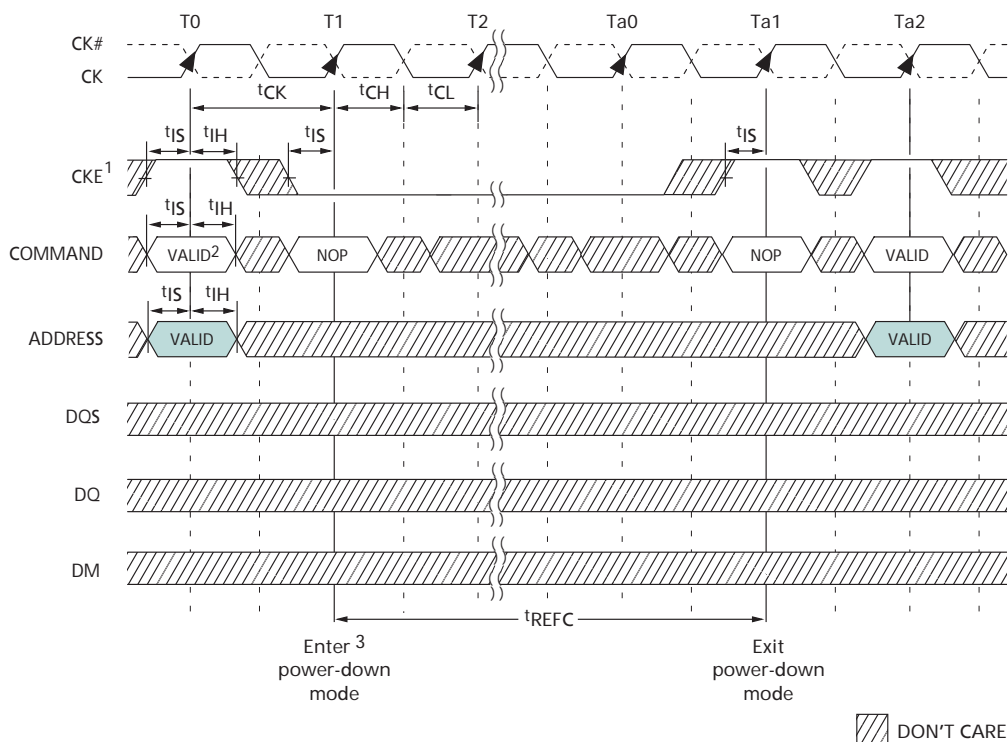 T0 T1 T2 Ta0 Ta1 Ta2
CK#
CK
tCK tCH tCL
tIS tIH tIS tIS
CKE1
tIS tIH
COMMAND VALID2 NOP NOP VALID
tIS tIH
ADDRESS VALID VALID
DQS
DQ
DM
tREFC
Enter 3
power-down
mode
Exit
power-down
mode
DON'T CARE